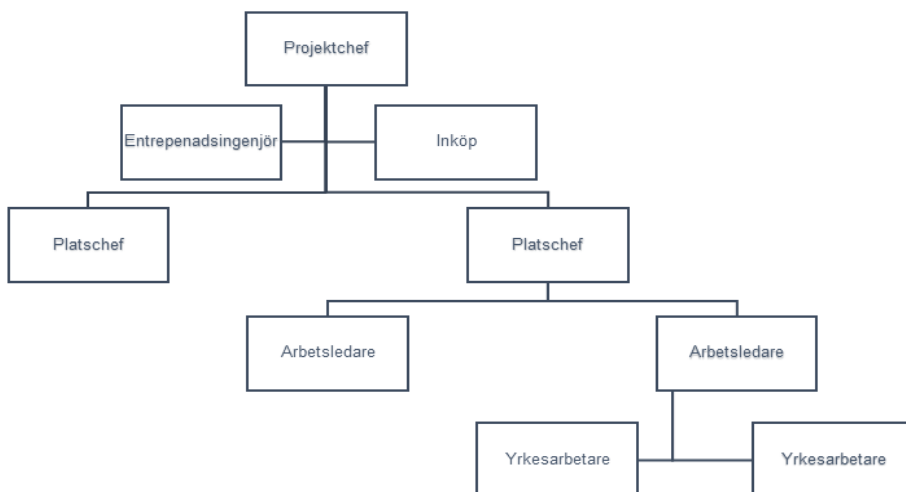 Projektchef
Entrepenadsingenjör
Inköp
Platschef
Platschef
Arbetsledare
Arbetsledare
Yrkesarbetare
Yrkesarbetare